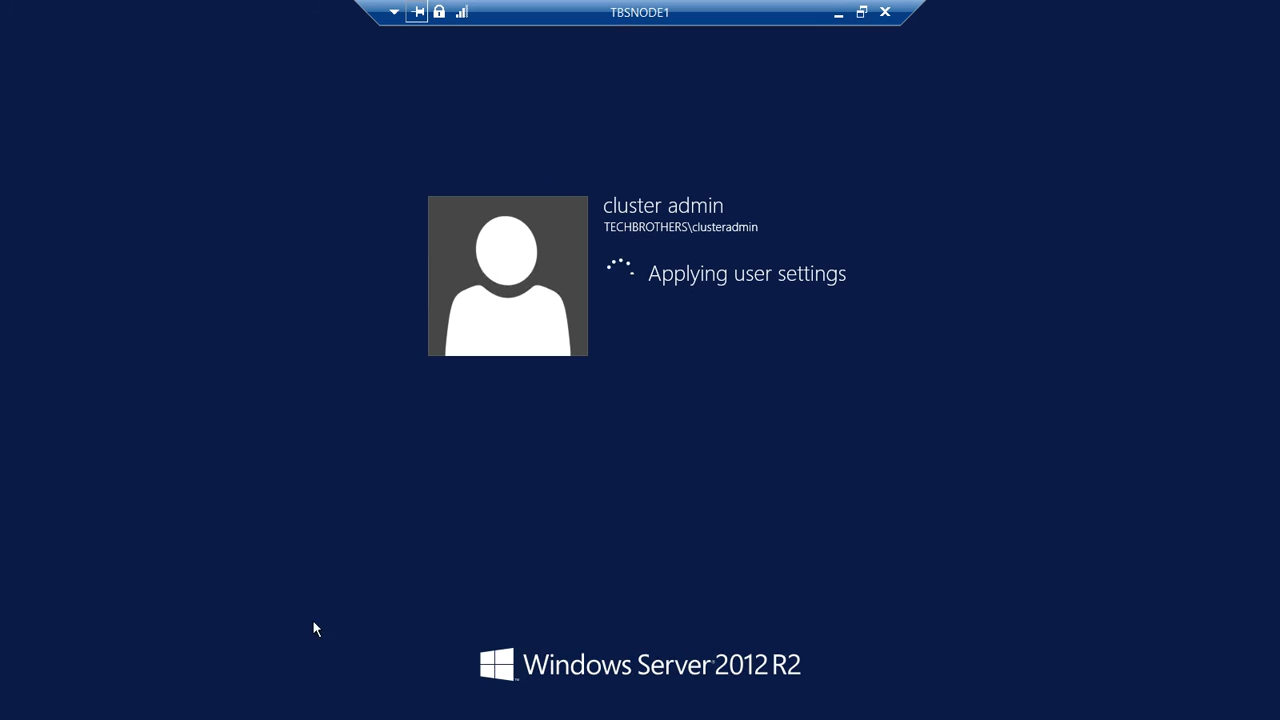 TBSNODE1
cluster admin
TECHBROTHERS\clusteradmin
Applying user settings
Windows Server 2012 R2